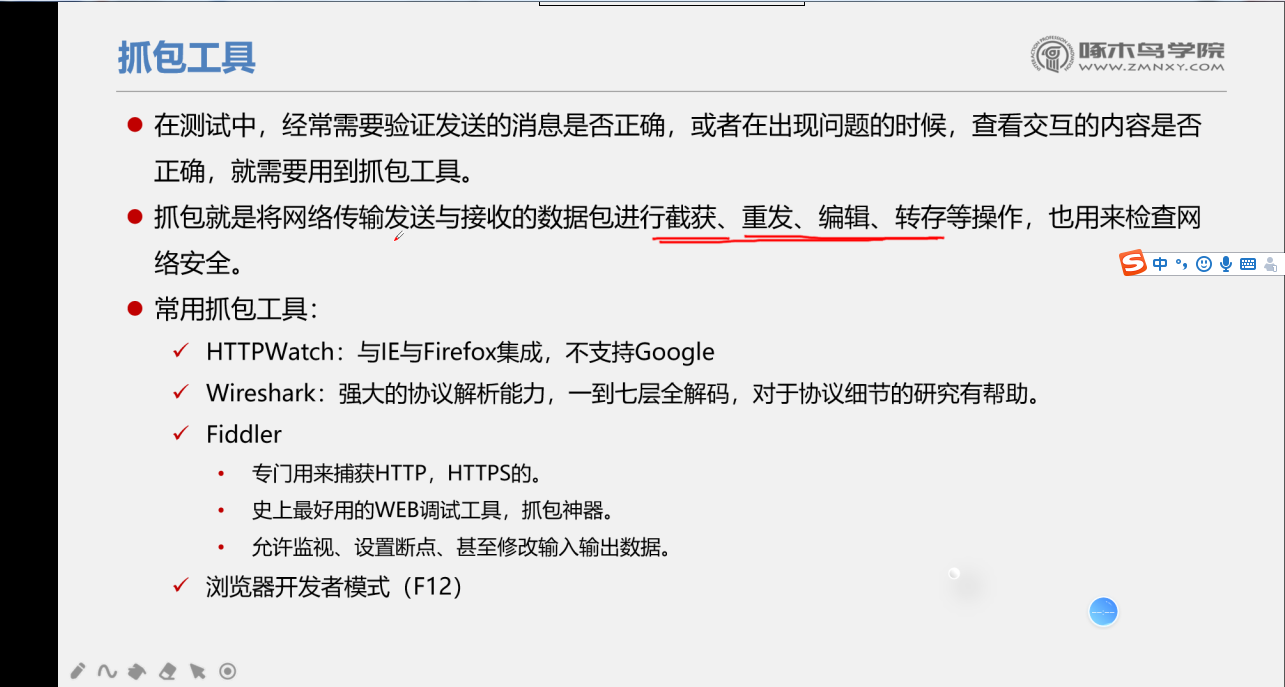 抓包工具
啄木鸟学院
WWW.ZMNXY.COM
在测试中，经常需要验证发送的消息是否正确，或者在出现问题的时候，查看交互的内容是否
正确，就需要用到抓包工具。
抓包就是将网络传输发送与接收的数据包进行截获、重发、编辑、转存等操作，也用来检查网
络安全。
中
常用抓包工具：
HTTPWatch：与IE与Firefox集成，不支持Google
Wireshark：强大的协议解析能力，一到七层全解码，对于协议细节的研究有帮助。
Fiddler
专门用来捕获HTTP，HTTPS的。
史上最好用的WEB调试工具，抓包神器。
允许监视、设置断点、甚至修改输入输出数据。
浏览器开发者模式（F12）